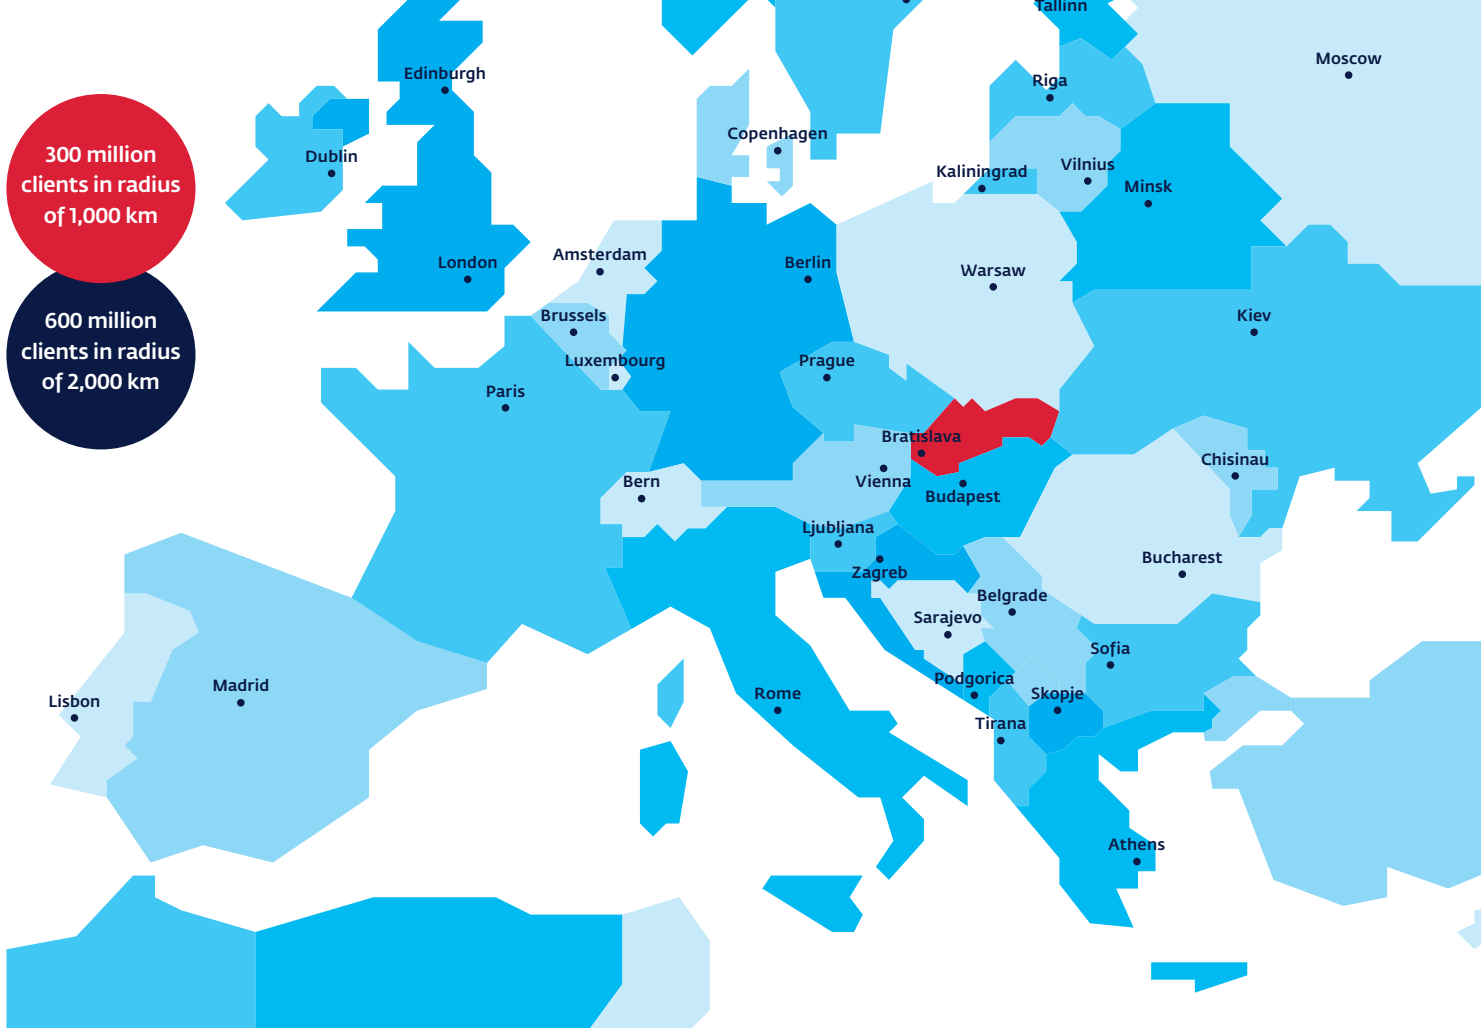 Tallinn
Moscow
Edinburgh
Riga
Copenhagen
300 million
clients in radius
of 1,000 km
Dublin
Vilnius
Kaliningrad
Minsk
Amsterdam
London
Berlin
Warsaw
Brussels
Kiev
600 million
clients in radius
of 2,000 km
Luxembourg
Prague
Paris
Bratislava
Chisinau
Bern
Vienna
Budapest
Ljubljana
Bucharest
Zagreb
Belgrade
Sarajevo
Sofia
Podgorica
Madrid
Skopje
Rome
Lisbon
Tirana
Athens